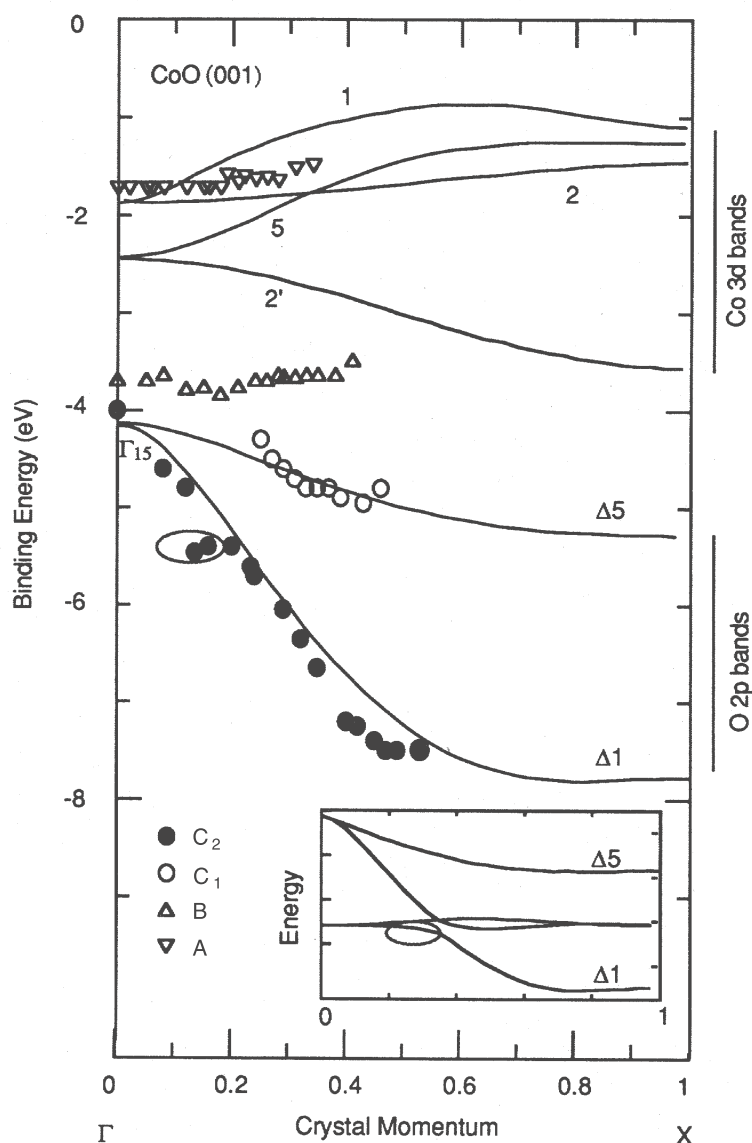 0
CoO (001)
1
-2
2
5
2'
Co 3d bands
-4
Γ15
Binding Energy (eV)
Δ5
-6
O 2p bands
Δ1
-8
C2
C1
B
A
Energy
Δ5
Δ1
0 1
0 0.2 0.4 0.6 0.8 1
Γ Crystal Momentum X